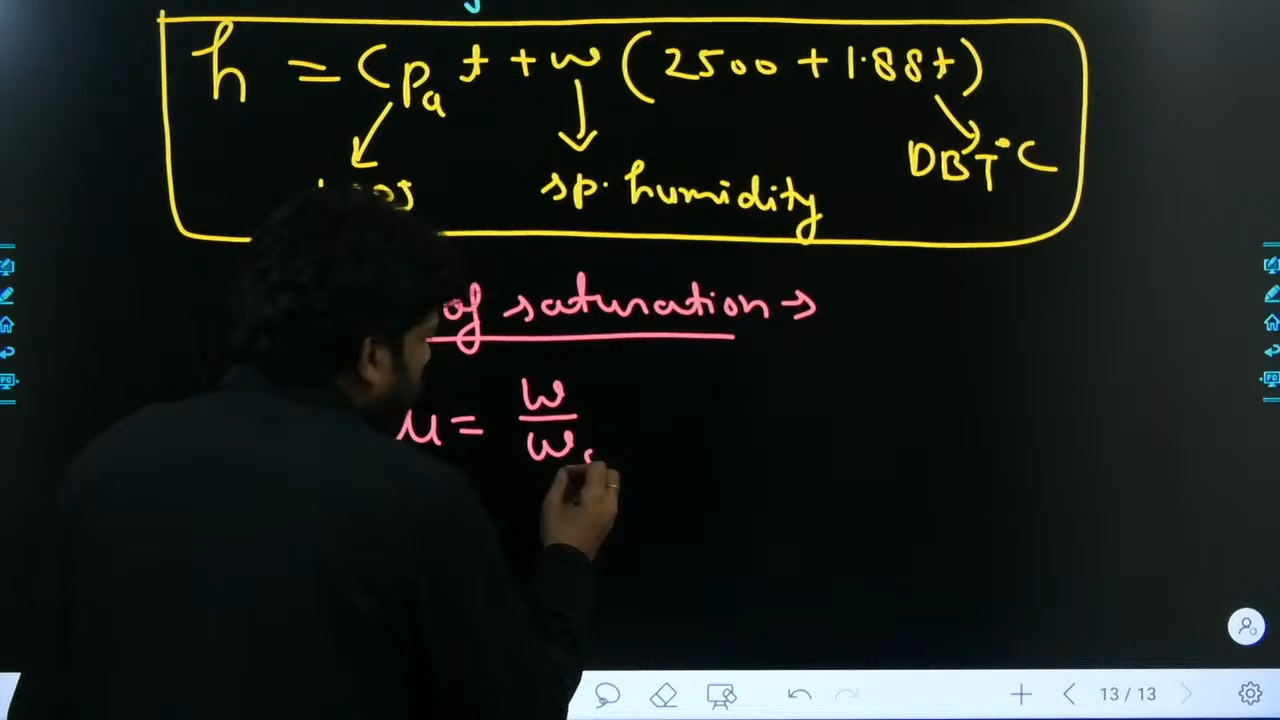 h = Cpa t + w (2500 + 1.88t)
sp. humidity
DBT°C
of saturation →
μ = w / w
13 / 13